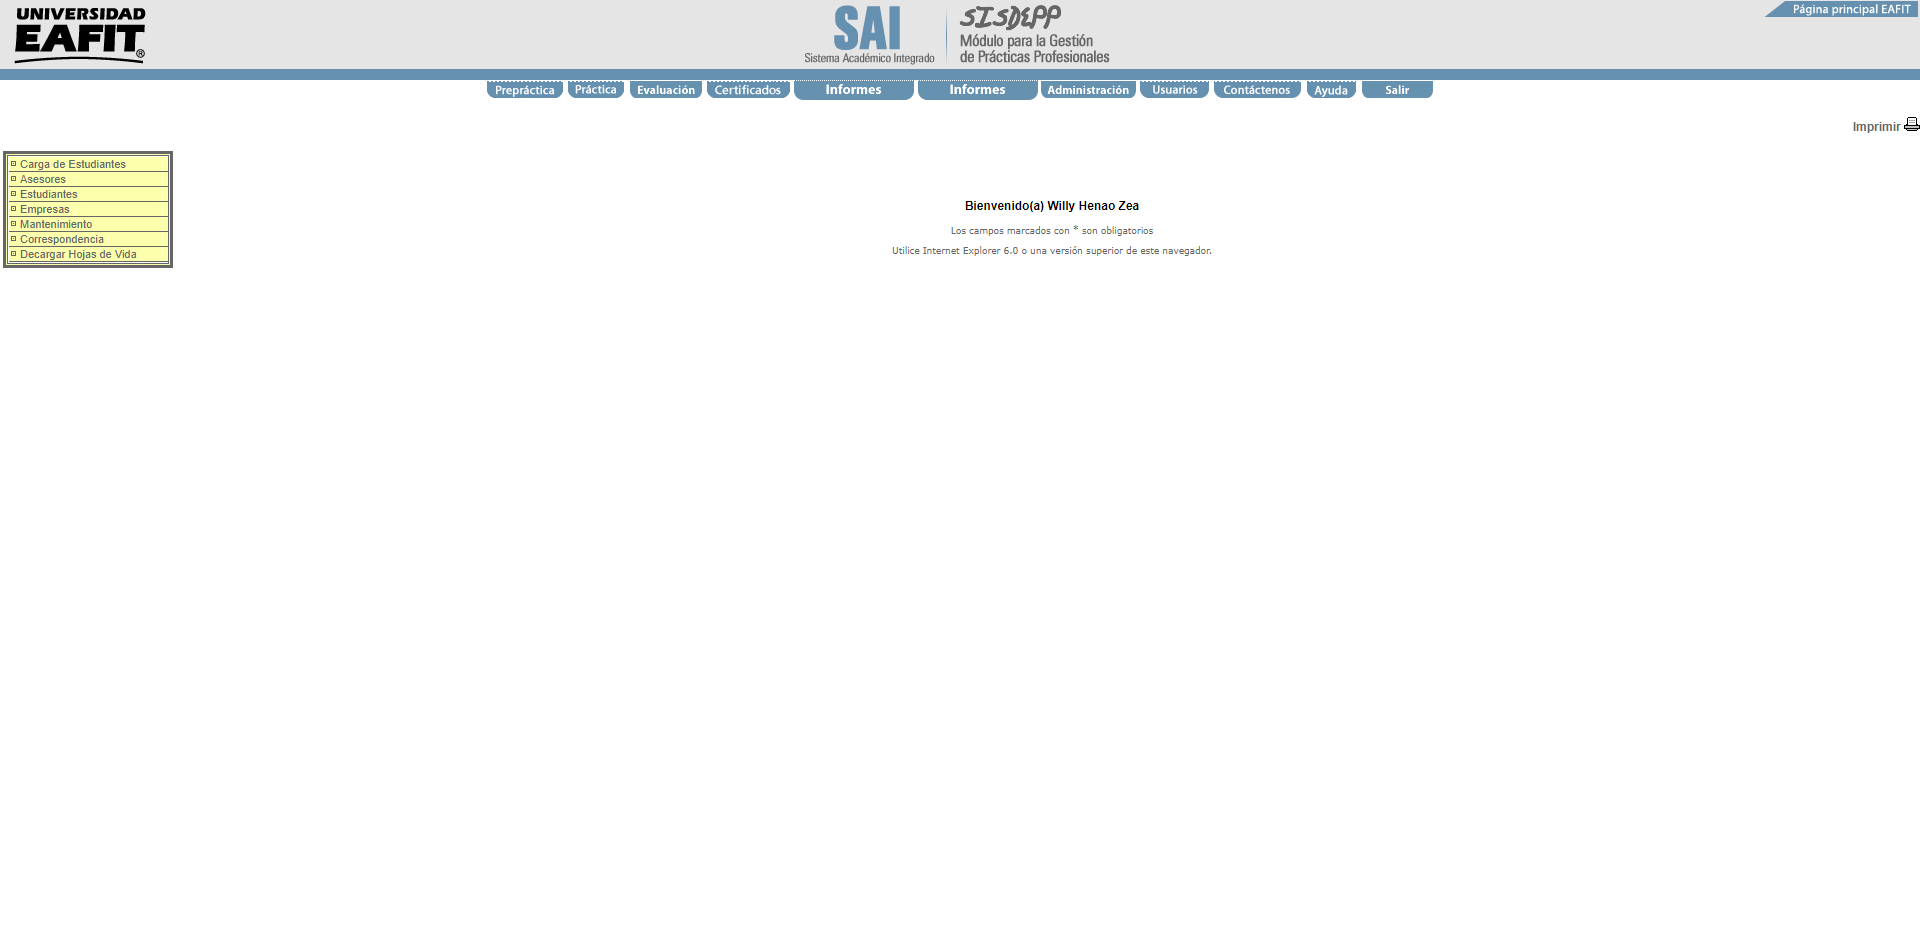 UNIVERSIDAD
EAFIT®
SAI
Sistema Académico Integrado
SISDEPP
Módulo para la Gestión
de Prácticas Profesionales
Página principal EAFIT
Prepráctica Práctica Evaluación Certificados Informes Informes Administración Usuarios Contáctenos Ayuda Salir
Imprimir
Carga de Estudiantes
Asesores
Estudiantes
Empresas
Mantenimiento
Correspondencia
Decargar Hojas de Vida
Bienvenido(a) Willy Henao Zea
Los campos marcados con * son obligatorios
Utilice Internet Explorer 6.0 o una versión superior de este navegador.